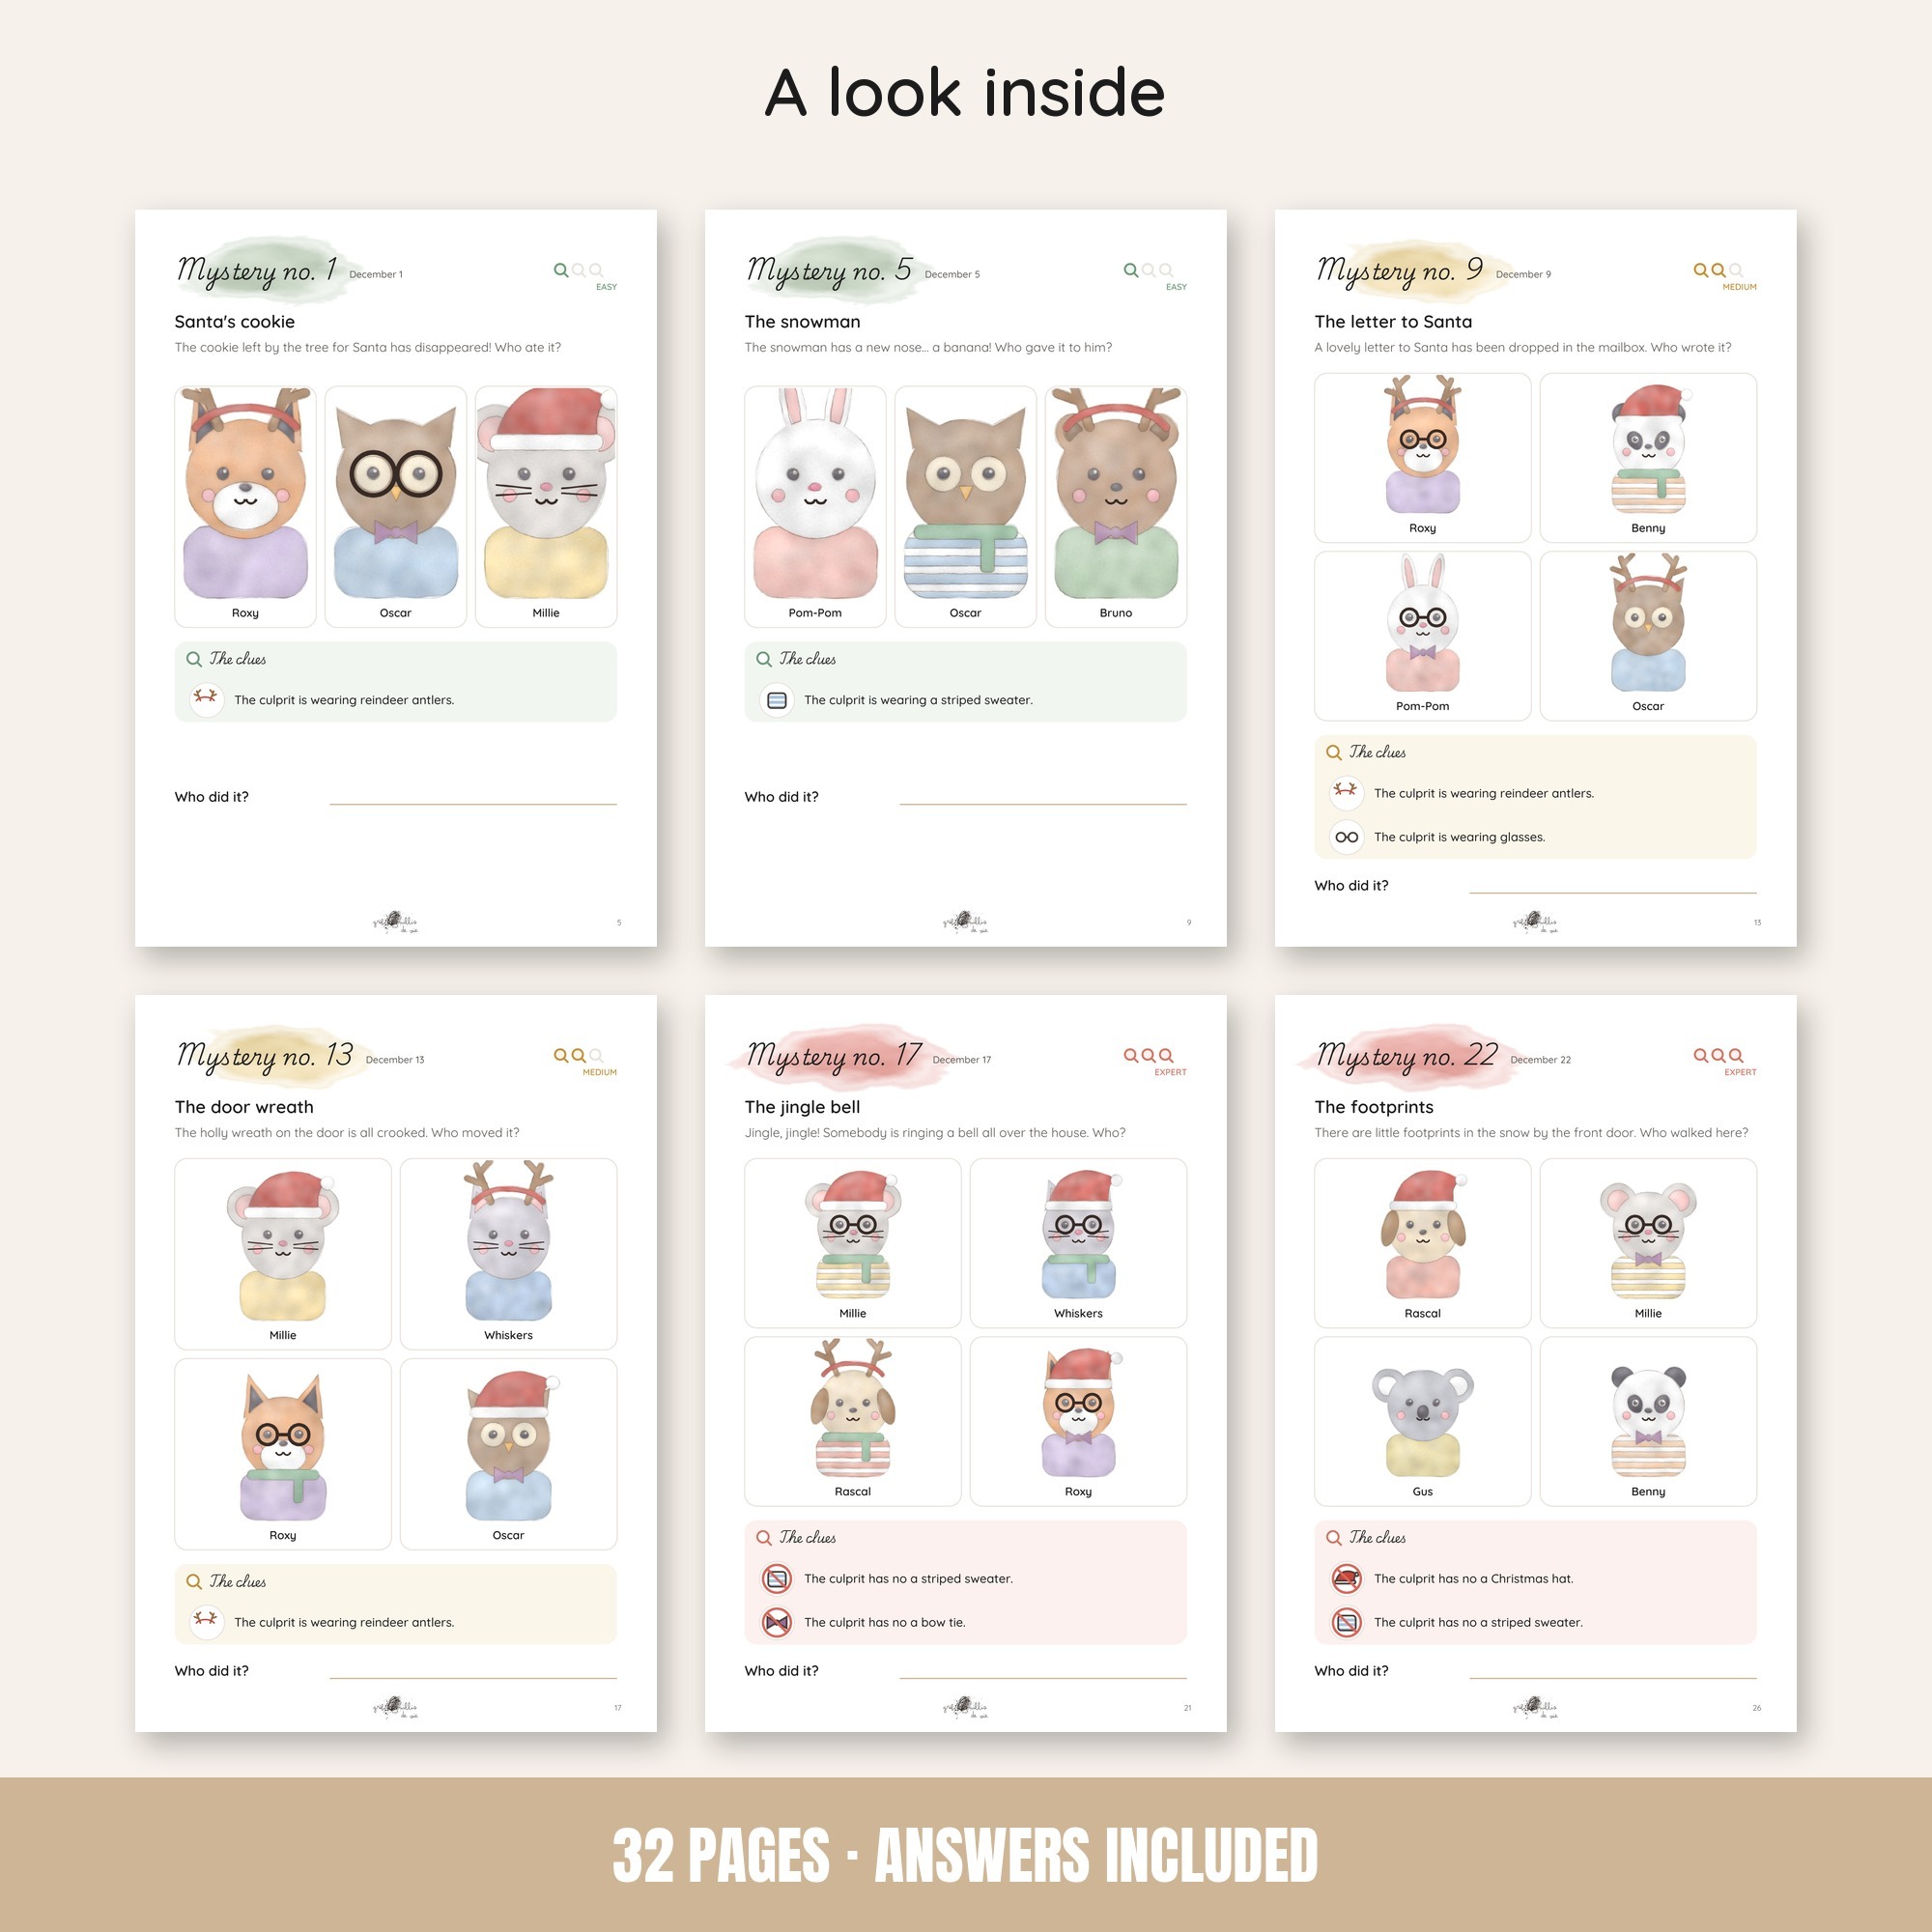 A look inside
Mystery no. 1 December 1
EASY
Santa's cookie
The cookie left by the tree for Santa has disappeared! Who ate it?
Roxy Oscar Millie
The clues
The culprit is wearing reindeer antlers.
Who did it?
5
Mystery no. 5 December 5
EASY
The snowman
The snowman has a new nose... a banana! Who gave it to him?
Pom-Pom Oscar Bruno
The clues
The culprit is wearing a striped sweater.
Who did it?
9
Mystery no. 9 December 9
MEDIUM
The letter to Santa
A lovely letter to Santa has been dropped in the mailbox. Who wrote it?
Roxy Benny
Pom-Pom Oscar
The clues
The culprit is wearing reindeer antlers.
The culprit is wearing glasses.
Who did it?
13
Mystery no. 13 December 13
MEDIUM
The door wreath
The holly wreath on the door is all crooked. Who moved it?
Millie Whiskers
Roxy Oscar
The clues
The culprit is wearing reindeer antlers.
Who did it?
17
Mystery no. 17 December 17
EXPERT
The jingle bell
Jingle, jingle! Somebody is ringing a bell all over the house. Who?
Millie Whiskers
Rascal Roxy
The clues
The culprit has no a striped sweater.
The culprit has no a bow tie.
Who did it?
21
Mystery no. 22 December 22
EXPERT
The footprints
There are little footprints in the snow by the front door. Who walked here?
Rascal Millie
Gus Benny
The clues
The culprit has no a Christmas hat.
The culprit has no a striped sweater.
Who did it?
26
32 PAGES · ANSWERS INCLUDED